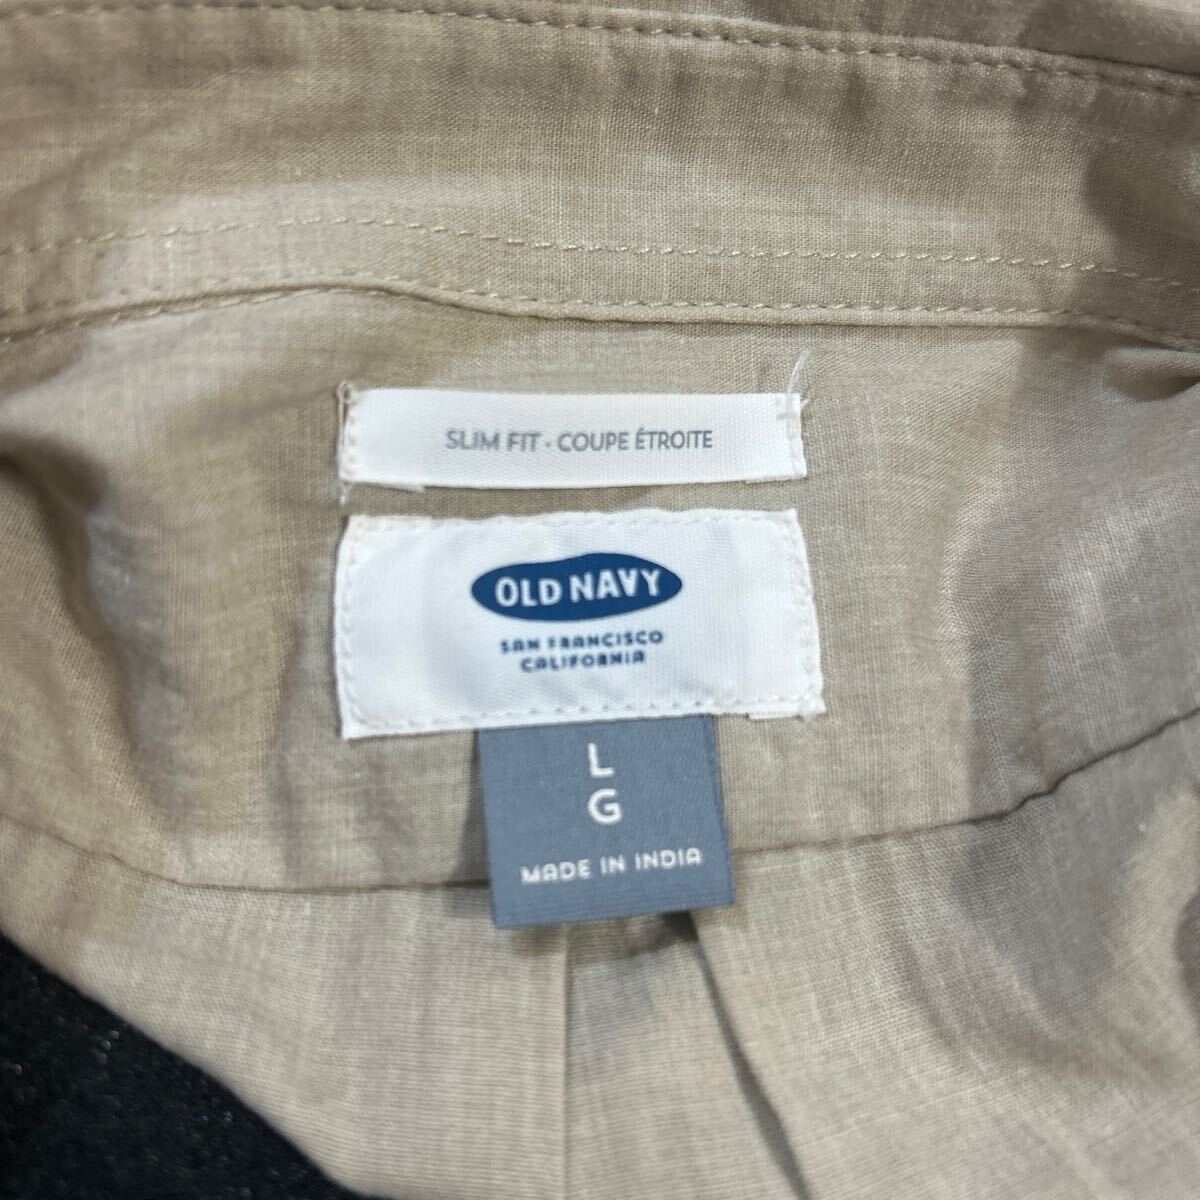 SLIM FIT · COUPE ÉTROITE
OLD NAVY
SAN FRANCISCO
CALIFORNIA
L
G
MADE IN INDIA